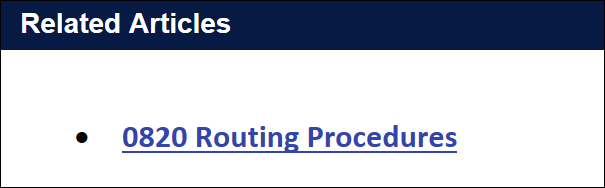 Related Articles
• 0820 Routing Procedures